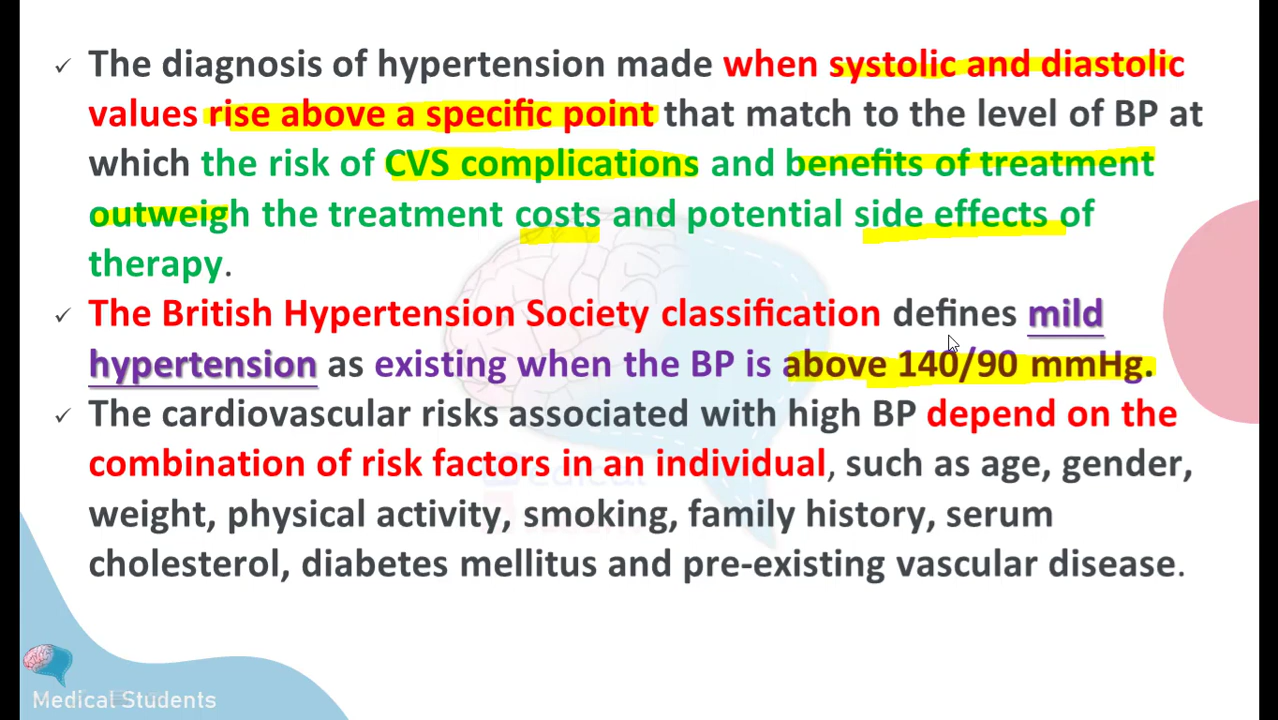 ✓ The diagnosis of hypertension made when systolic and diastolic
values rise above a specific point that match to the level of BP at
which the risk of CVS complications and benefits of treatment
outweigh the treatment costs and potential side effects of
therapy.
✓ The British Hypertension Society classification defines mild
hypertension as existing when the BP is above 140/90 mmHg.
✓ The cardiovascular risks associated with high BP depend on the
combination of risk factors in an individual, such as age, gender,
weight, physical activity, smoking, family history, serum
cholesterol, diabetes mellitus and pre-existing vascular disease.
Medical Students